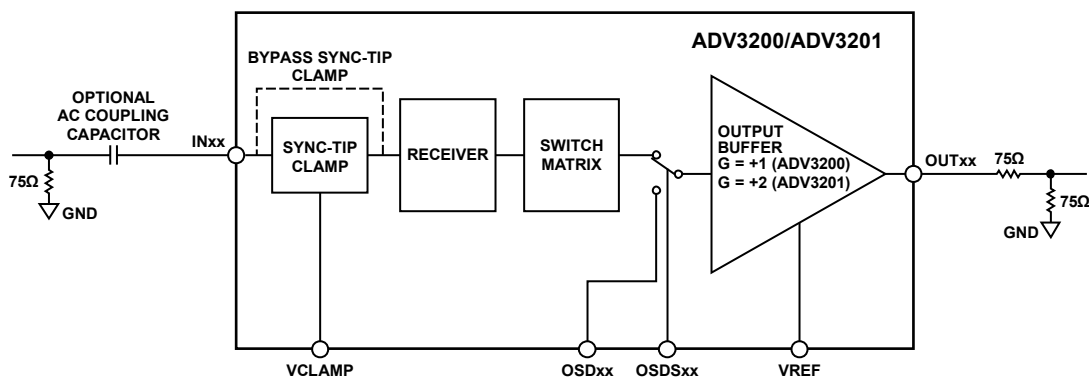 ADV3200/ADV3201
BYPASS SYNC-TIP
CLAMP
OPTIONAL
AC COUPLING
CAPACITOR
INxx
SYNC-TIP
CLAMP
RECEIVER
SWITCH
MATRIX
OUTPUT
BUFFER
G = +1 (ADV3200)
G = +2 (ADV3201)
OUTxx
75Ω
75Ω
GND
75Ω
GND
VCLAMP
OSDxx
OSDSxx
VREF